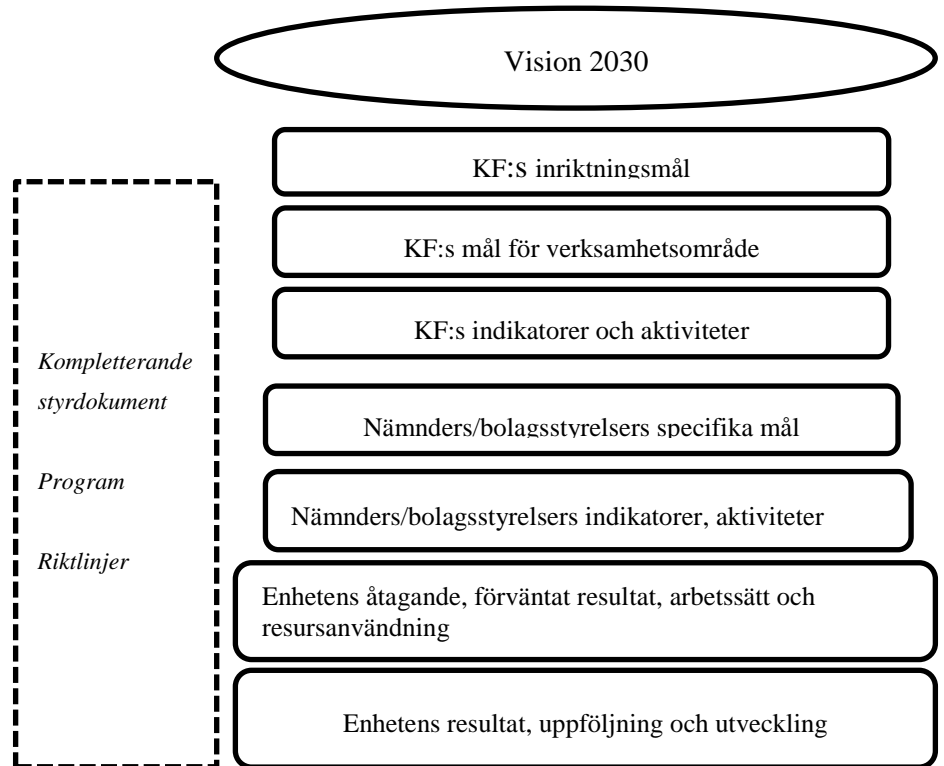 Vision 2030
KF:s inriktningsmål
KF:s mål för verksamhetsområde
KF:s indikatorer och aktiviteter
Kompletterande
styrdokument
Program
Riktlinjer
Nämnders/bolagsstyrelsers specifika mål
Nämnders/bolagsstyrelsers indikatorer, aktiviteter
Enhetens åtagande, förväntat resultat, arbetssätt och
resursanvändning
Enhetens resultat, uppföljning och utveckling